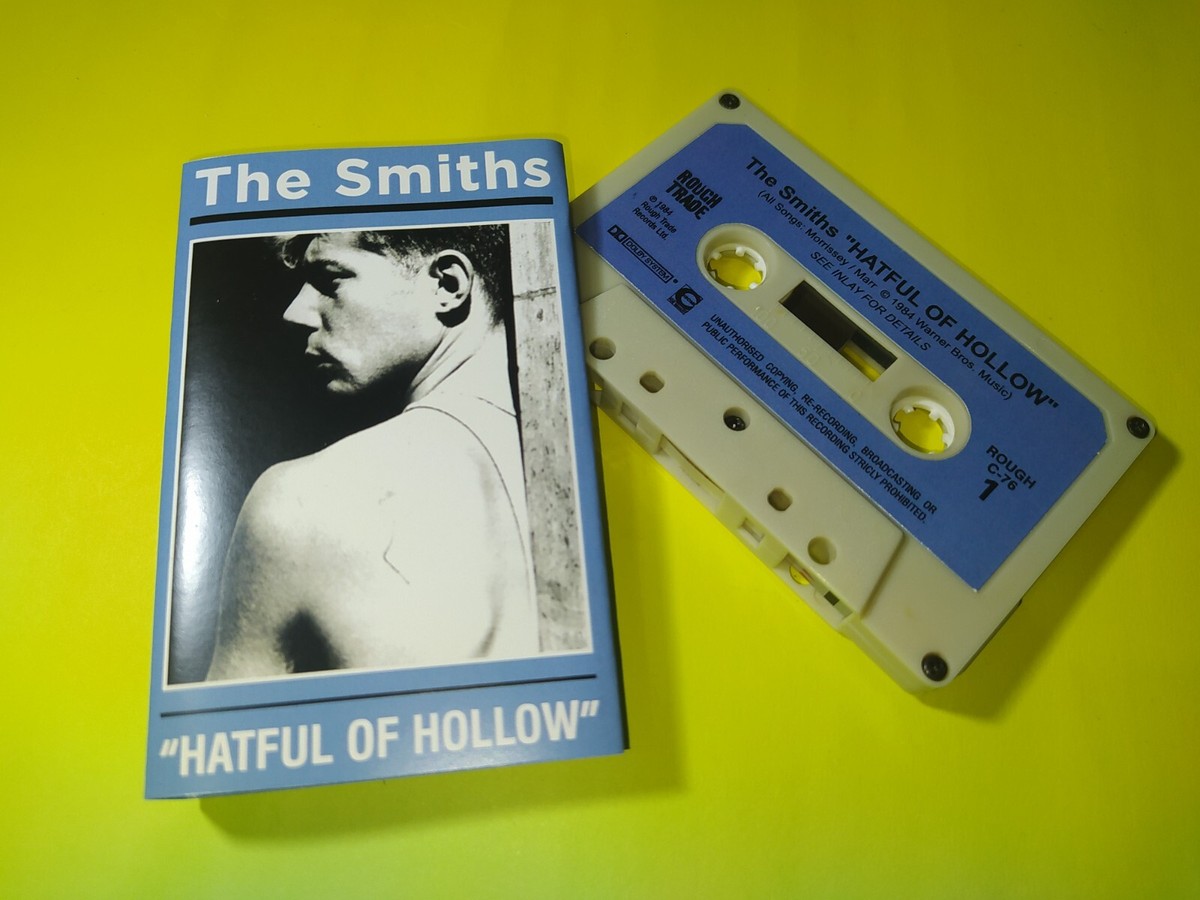 The Smiths
"HATFUL OF HOLLOW"
The Smiths "HATFUL OF HOLLOW"
(All Songs: Morrissey / Marr © 1984 Warner Bros. Music)
SEE INLAY FOR DETAILS
ROUGH
TRADE
℗ 1984
Rough Trade
Records Ltd.
DOLBY SYSTEM
ROUGH
C-76
1
UNAUTHORISED COPYING, RE-RECORDING, BROADCASTING OR
PUBLIC PERFORMANCE OF THIS RECORDING STRICLY PROHIBITED.